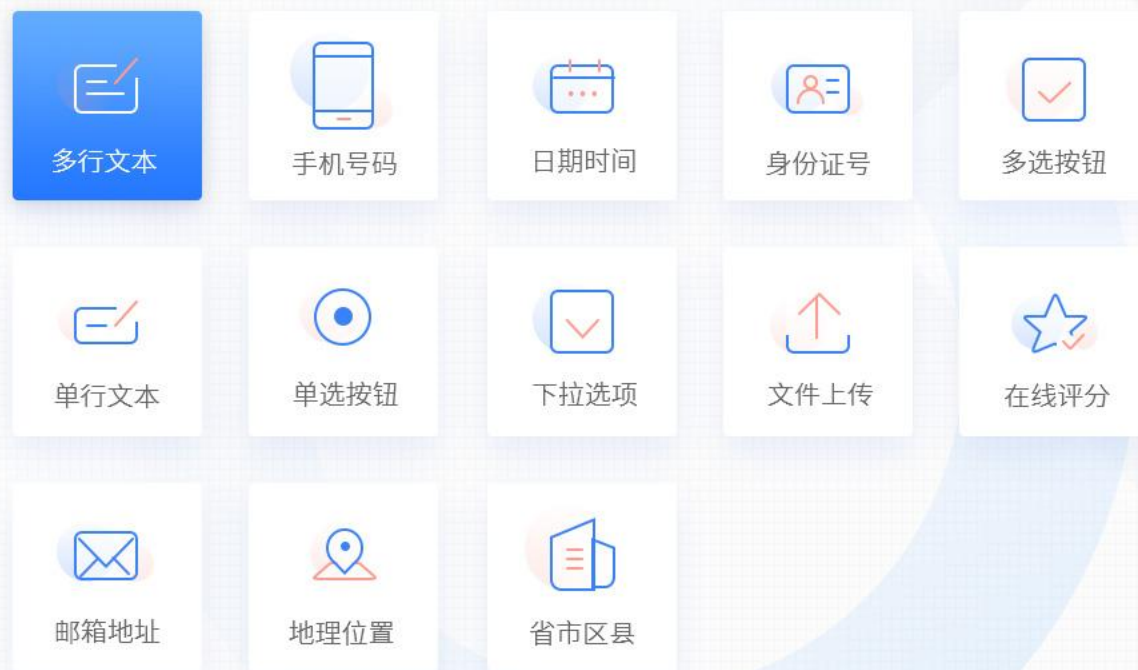 多行文本
手机号码
日期时间
身份证号
多选按钮
单行文本
单选按钮
下拉选项
文件上传
在线评分
邮箱地址
地理位置
省市区县